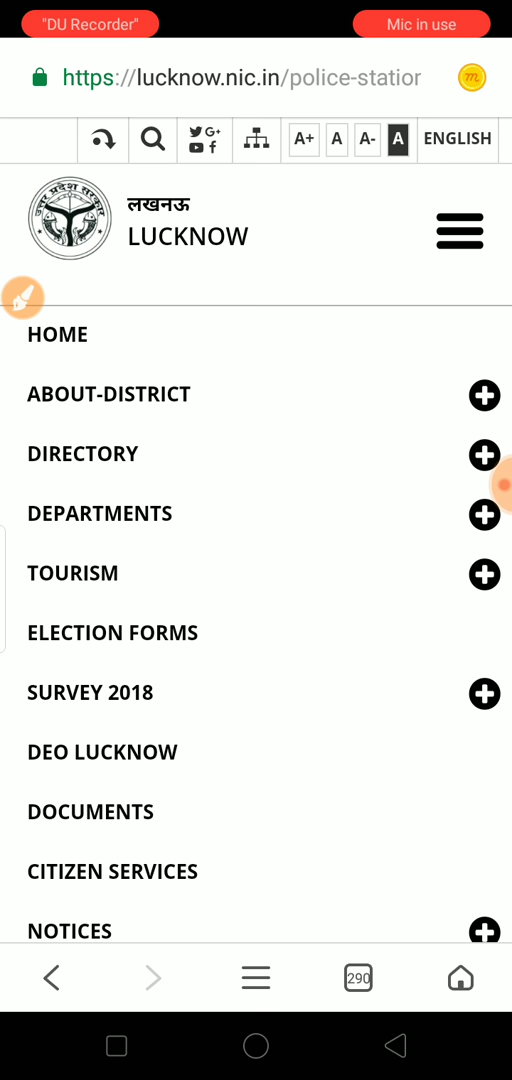 "DU Recorder"
Mic in use
https://lucknow.nic.in/police-station
A+ A A- A ENGLISH
लखनऊ
LUCKNOW
HOME
ABOUT-DISTRICT
DIRECTORY
DEPARTMENTS
TOURISM
ELECTION FORMS
SURVEY 2018
DEO LUCKNOW
DOCUMENTS
CITIZEN SERVICES
NOTICES
290